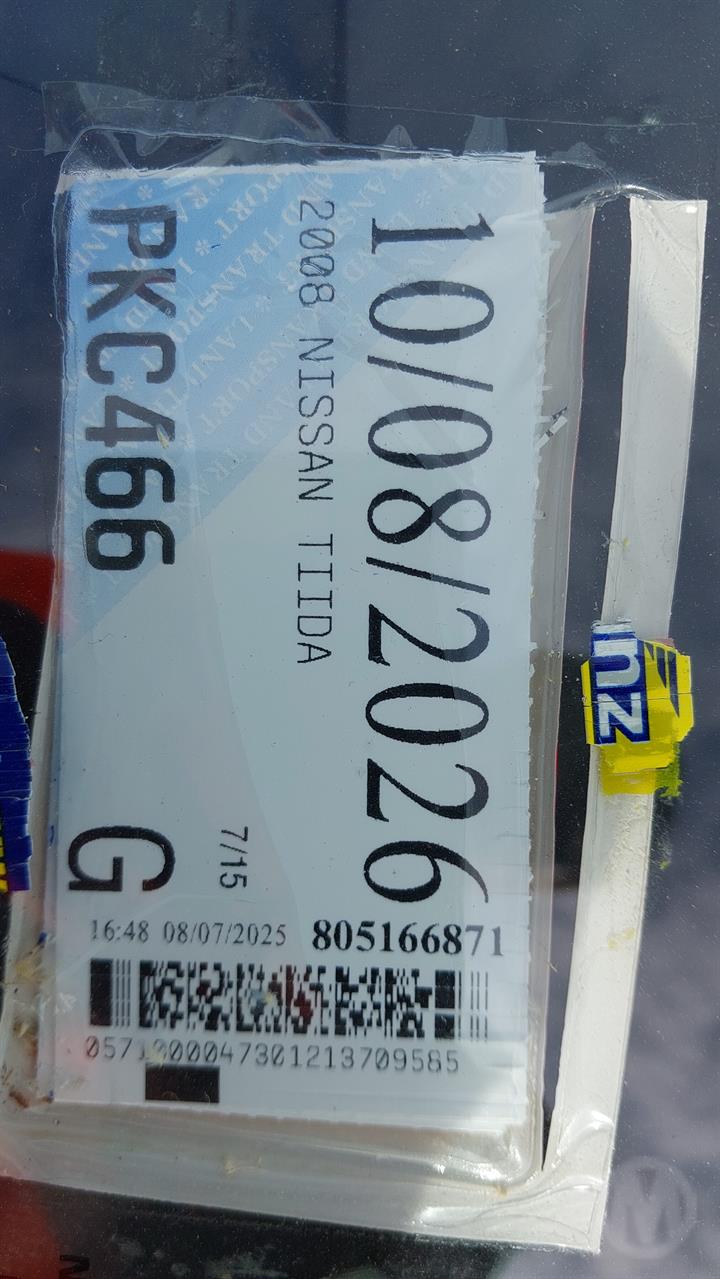 10/08/2026
2008 NISSAN TIIDA
7/15
PKC466
G
16:48 08/07/2025 805166871
nz
M